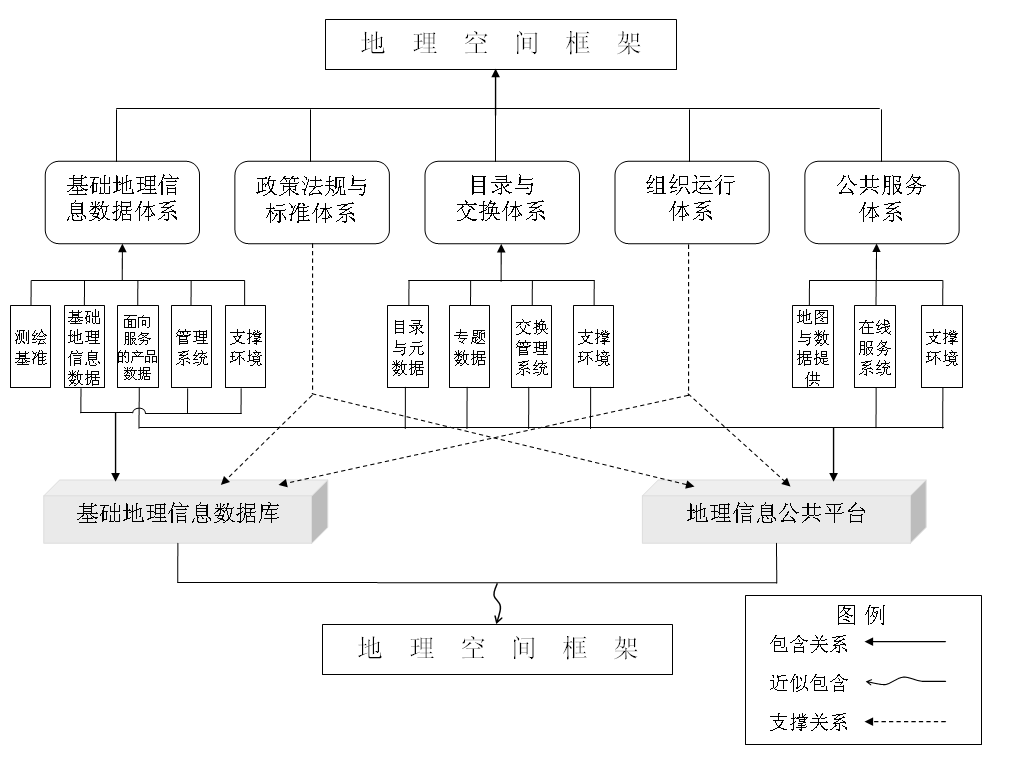 地理空间框架
基础地理信
息数据体系
政策法规与
标准体系
目录与
交换体系
组织运行
体系
公共服务
体系
测绘
基准
基础
地理
信息
数据
面向
服务
的产品
数据
管理
系统
支撑
环境
目录
与元
数据
专题
数据
交换
管理
系统
支撑
环境
地图
与数
据提
供
在线
服务
系统
支撑
环境
基础地理信息数据库
地理信息公共平台
地理空间框架
图例
包含关系
近似包含
支撑关系